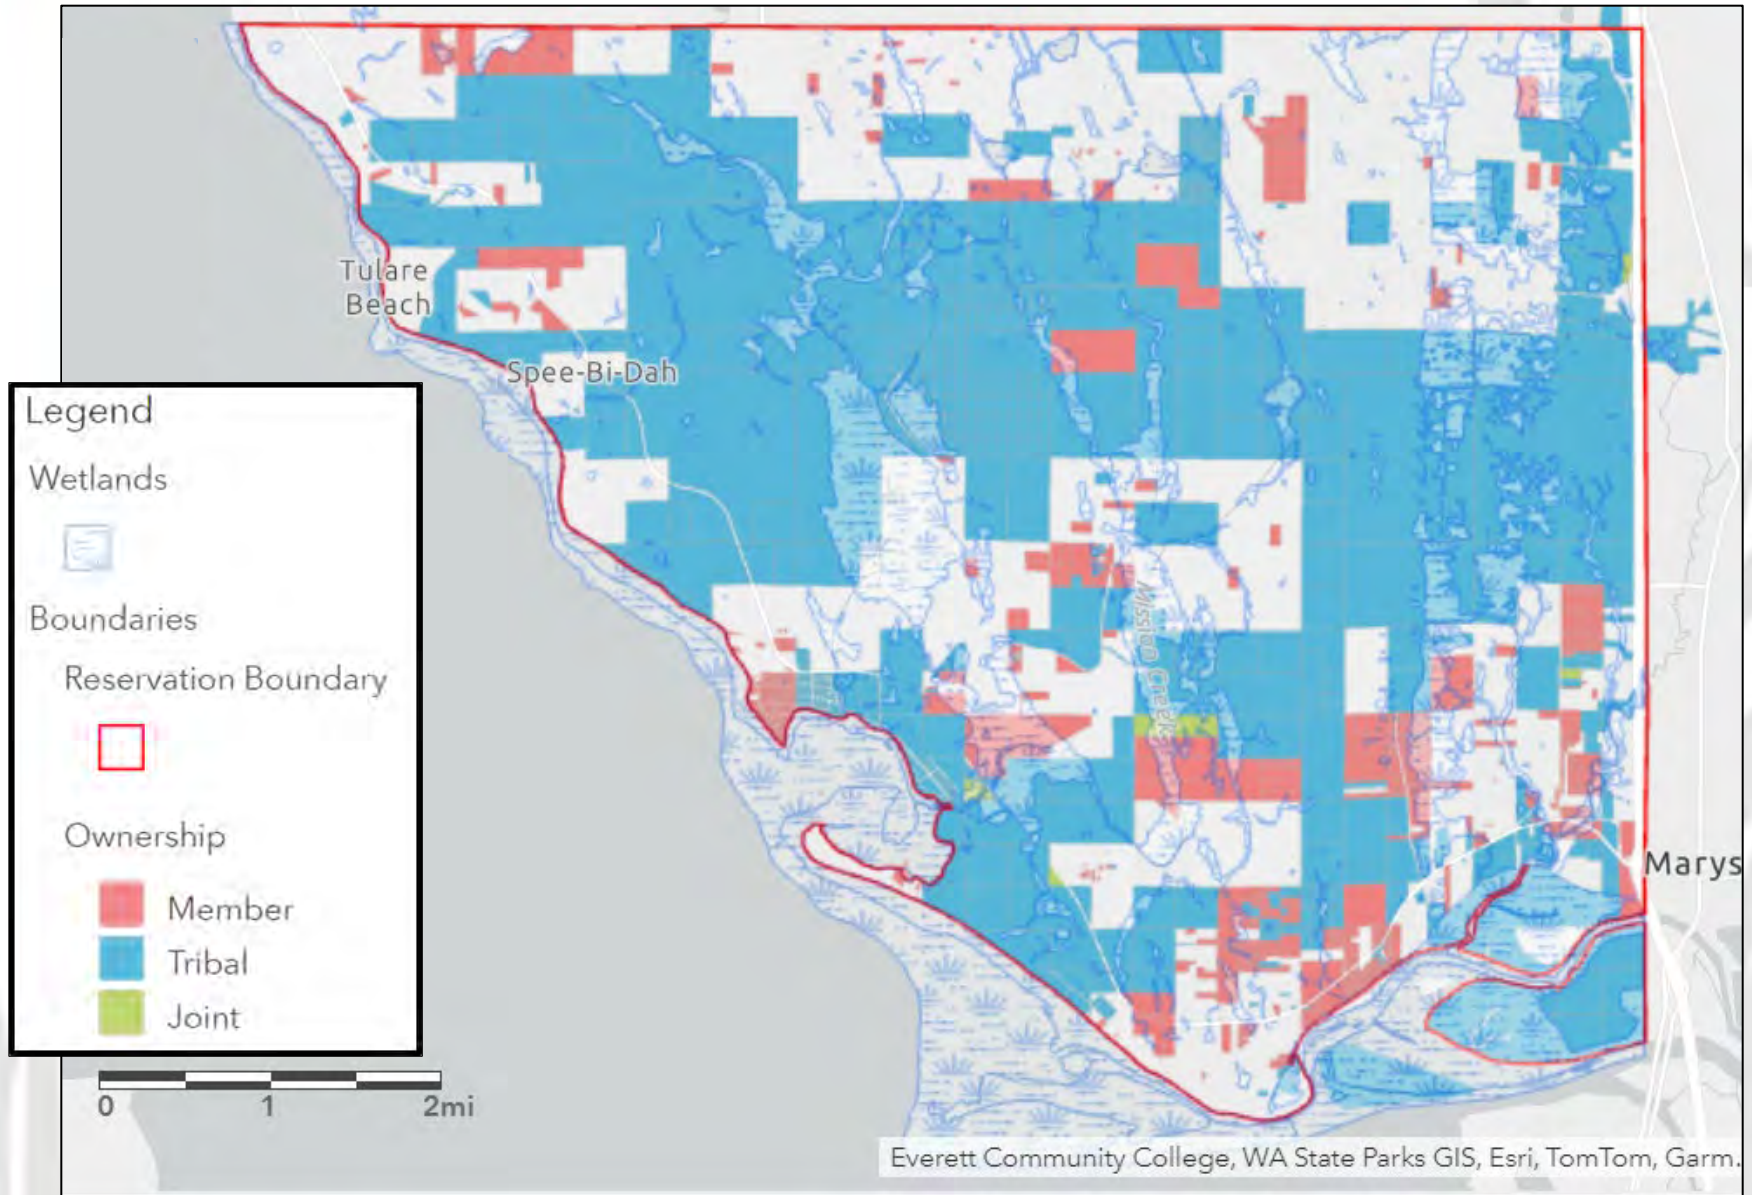 Tulare
Beach
Spee-Bi-Dah
Legend
Wetlands
Boundaries
Reservation Boundary
Ownership
Member
Tribal
Joint
Mission Creek
Marys
0 1 2mi
Everett Community College, WA State Parks GIS, Esri, TomTom, Garm.